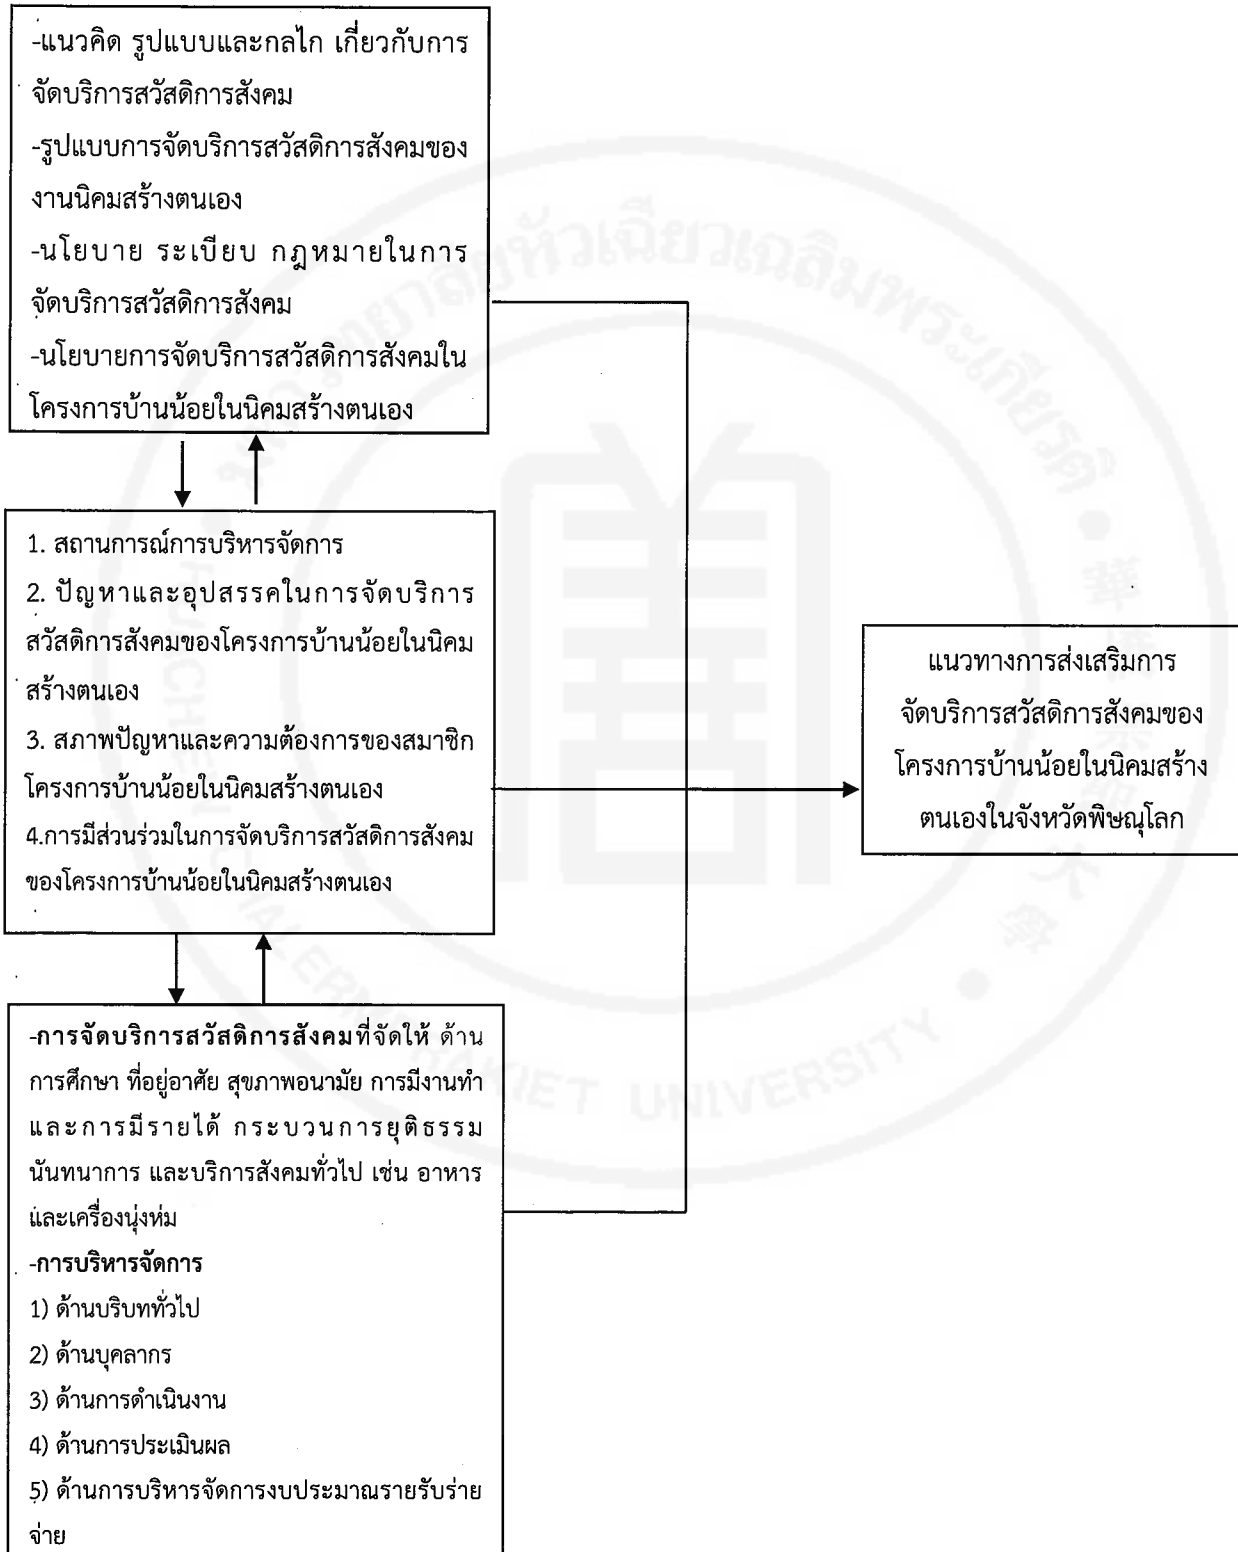 -แนวคิด รูปแบบและกลไก เกี่ยวกับการ
จัดบริการสวัสดิการสังคม
-รูปแบบการจัดบริการสวัสดิการสังคมของ
งานนิคมสร้างตนเอง
-นโยบาย ระเบียบ กฎหมายในการ
จัดบริการสวัสดิการสังคม
-นโยบายการจัดบริการสวัสดิการสังคมใน
โครงการบ้านน้อยในนิคมสร้างตนเอง
1. สถานการณ์การบริหารจัดการ
2. ปัญหาและอุปสรรคในการจัดบริการ
สวัสดิการสังคมของโครงการบ้านน้อยในนิคม
สร้างตนเอง
3. สภาพปัญหาและความต้องการของสมาชิก
โครงการบ้านน้อยในนิคมสร้างตนเอง
4.การมีส่วนร่วมในการจัดบริการสวัสดิการสังคม
ของโครงการบ้านน้อยในนิคมสร้างตนเอง
-การจัดบริการสวัสดิการสังคมที่จัดให้ ด้าน
การศึกษา ที่อยู่อาศัย สุขภาพอนามัย การมีงานทำ
และการมีรายได้ กระบวนการยุติธรรม
นันทนาการ และบริการสังคมทั่วไป เช่น อาหาร
และเครื่องนุ่งห่ม
-การบริหารจัดการ
1) ด้านบริบททั่วไป
2) ด้านบุคลากร
3) ด้านการดำเนินงาน
4) ด้านการประเมินผล
5) ด้านการบริหารจัดการงบประมาณรายรับร่าย
จ่าย
แนวทางการส่งเสริมการ
จัดบริการสวัสดิการสังคมของ
โครงการบ้านน้อยในนิคมสร้าง
ตนเองในจังหวัดพิษณุโลก
มหาวิทยาลัยหัวเฉียวเฉลิมพระเกียรติ
HUACHIEW CHALERMPRAKIET UNIVERSITY